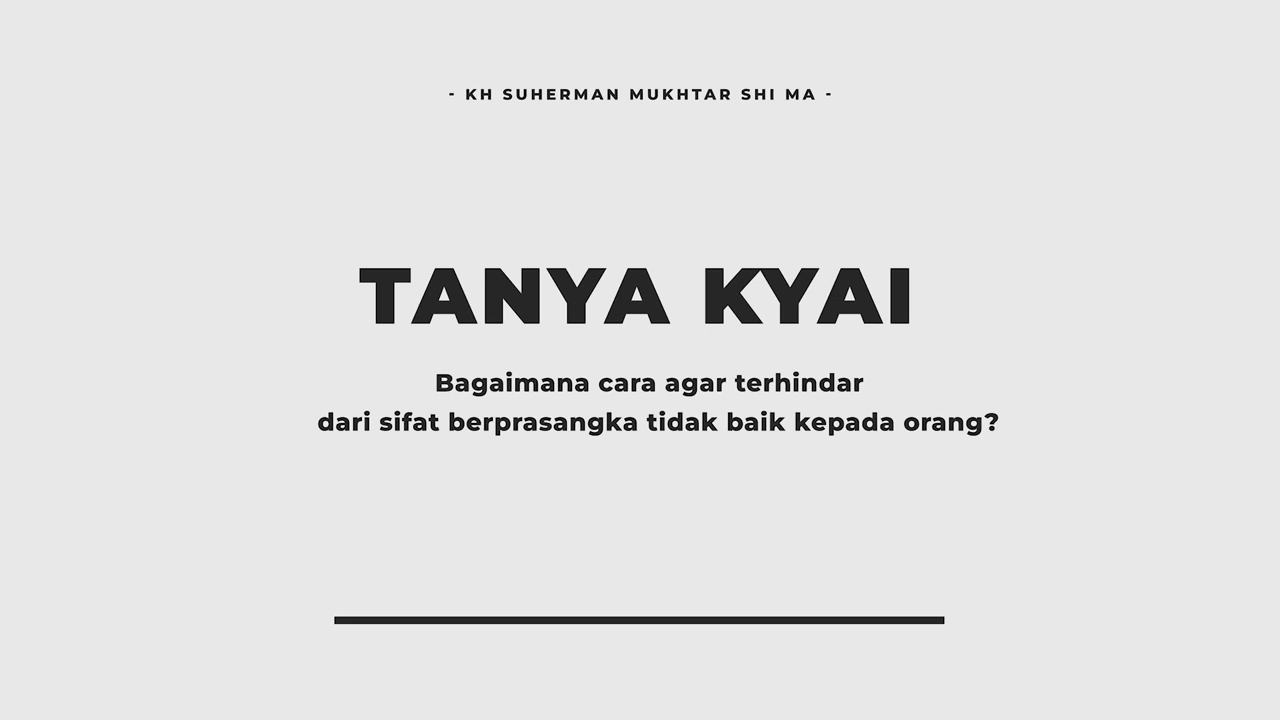 - KH SUHERMAN MUKHTAR SHI MA -
TANYA KYAI
Bagaimana cara agar terhindar
dari sifat berprasangka tidak baik kepada orang?